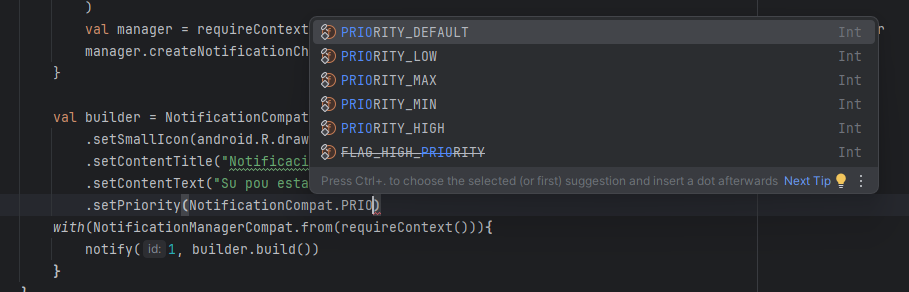 )
val manager = requireContext
manager.createNotificationCh
}
val builder = NotificationCompat
.setSmallIcon(android.R.draw
.setContentTitle("Notificaci
.setContentText("Su pou esta
.setPriority(NotificationCompat.PRIO)
with(NotificationManagerCompat.from(requireContext())){
notify(id: 1, builder.build())
}
PRIORITY_DEFAULT Int
PRIORITY_LOW Int
PRIORITY_MAX Int
PRIORITY_MIN Int
PRIORITY_HIGH Int
FLAG_HIGH_PRIORITY Int
Press Ctrl+. to choose the selected (or first) suggestion and insert a dot afterwards Next Tip
r